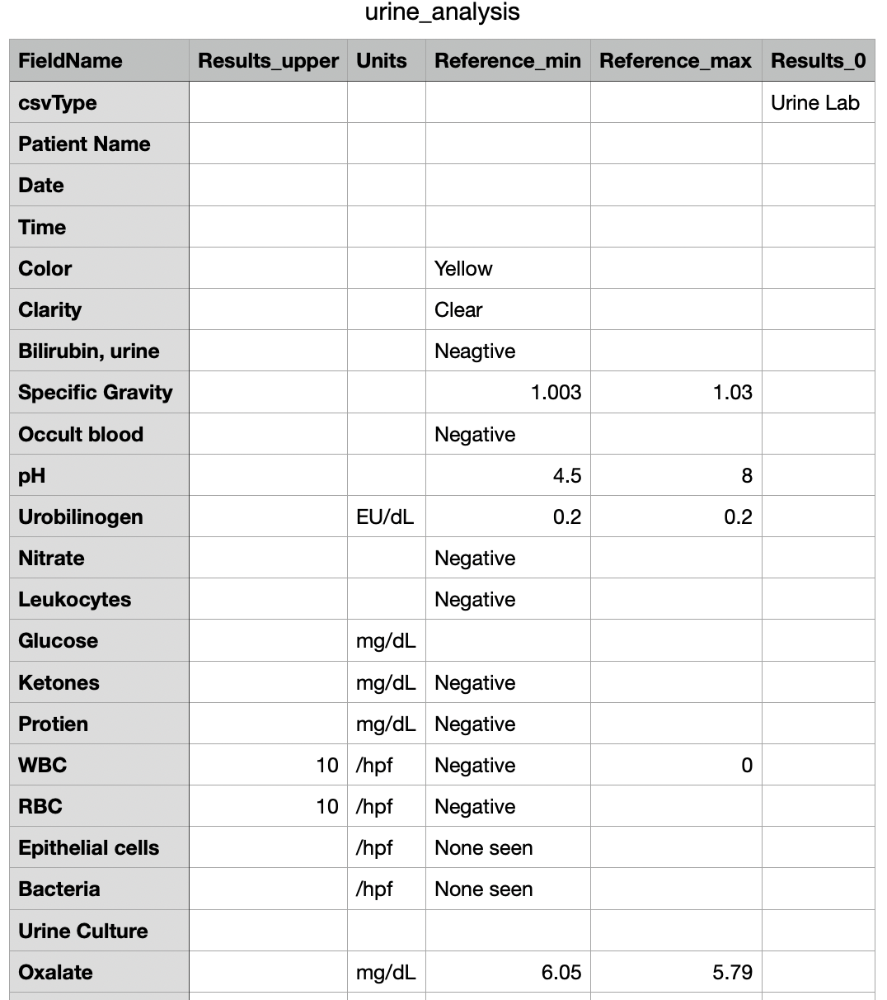 urine_analysis
FieldName Results_upper Units Reference_min Reference_max Results_0
csvType Urine Lab
Patient Name
Date
Time
Color Yellow
Clarity Clear
Bilirubin, urine Neagtive
Specific Gravity 1.003 1.03
Occult blood Negative
pH 4.5 8
Urobilinogen EU/dL 0.2 0.2
Nitrate Negative
Leukocytes Negative
Glucose mg/dL
Ketones mg/dL Negative
Protien mg/dL Negative
WBC 10 /hpf Negative 0
RBC 10 /hpf Negative
Epithelial cells /hpf None seen
Bacteria /hpf None seen
Urine Culture
Oxalate mg/dL 6.05 5.79